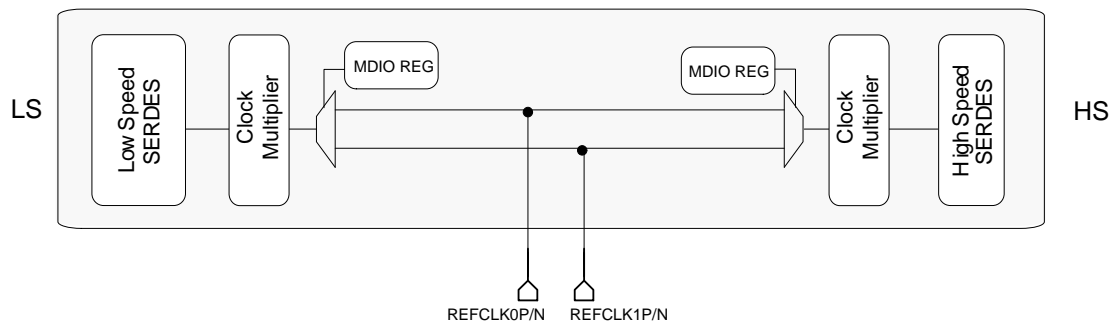 LS
Low Speed
SERDES
Clock
Multiplier
MDIO REG
MDIO REG
Clock
Multiplier
High Speed
SERDES
HS
REFCLK0P/N
REFCLK1P/N